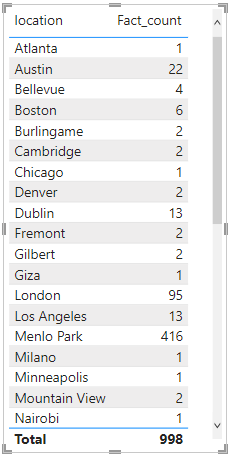 location Fact_count
Atlanta 1
Austin 22
Bellevue 4
Boston 6
Burlingame 2
Cambridge 2
Chicago 1
Denver 2
Dublin 13
Fremont 2
Gilbert 2
Giza 1
London 95
Los Angeles 13
Menlo Park 416
Milano 1
Minneapolis 1
Mountain View 2
Nairobi 1
Total 998